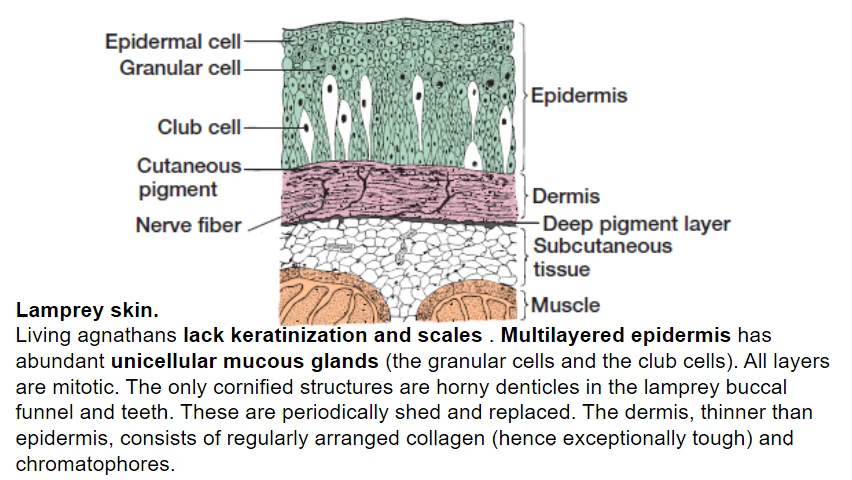 Epidermal cell
Granular cell
Epidermis
Club cell
Cutaneous
pigment
Dermis
Nerve fiber
Deep pigment layer
Subcutaneous
tissue
Muscle
Lamprey skin.
Living agnathans lack keratinization and scales . Multilayered epidermis has
abundant unicellular mucous glands (the granular cells and the club cells). All layers
are mitotic. The only cornified structures are horny denticles in the lamprey buccal
funnel and teeth. These are periodically shed and replaced. The dermis, thinner than
epidermis, consists of regularly arranged collagen (hence exceptionally tough) and
chromatophores.